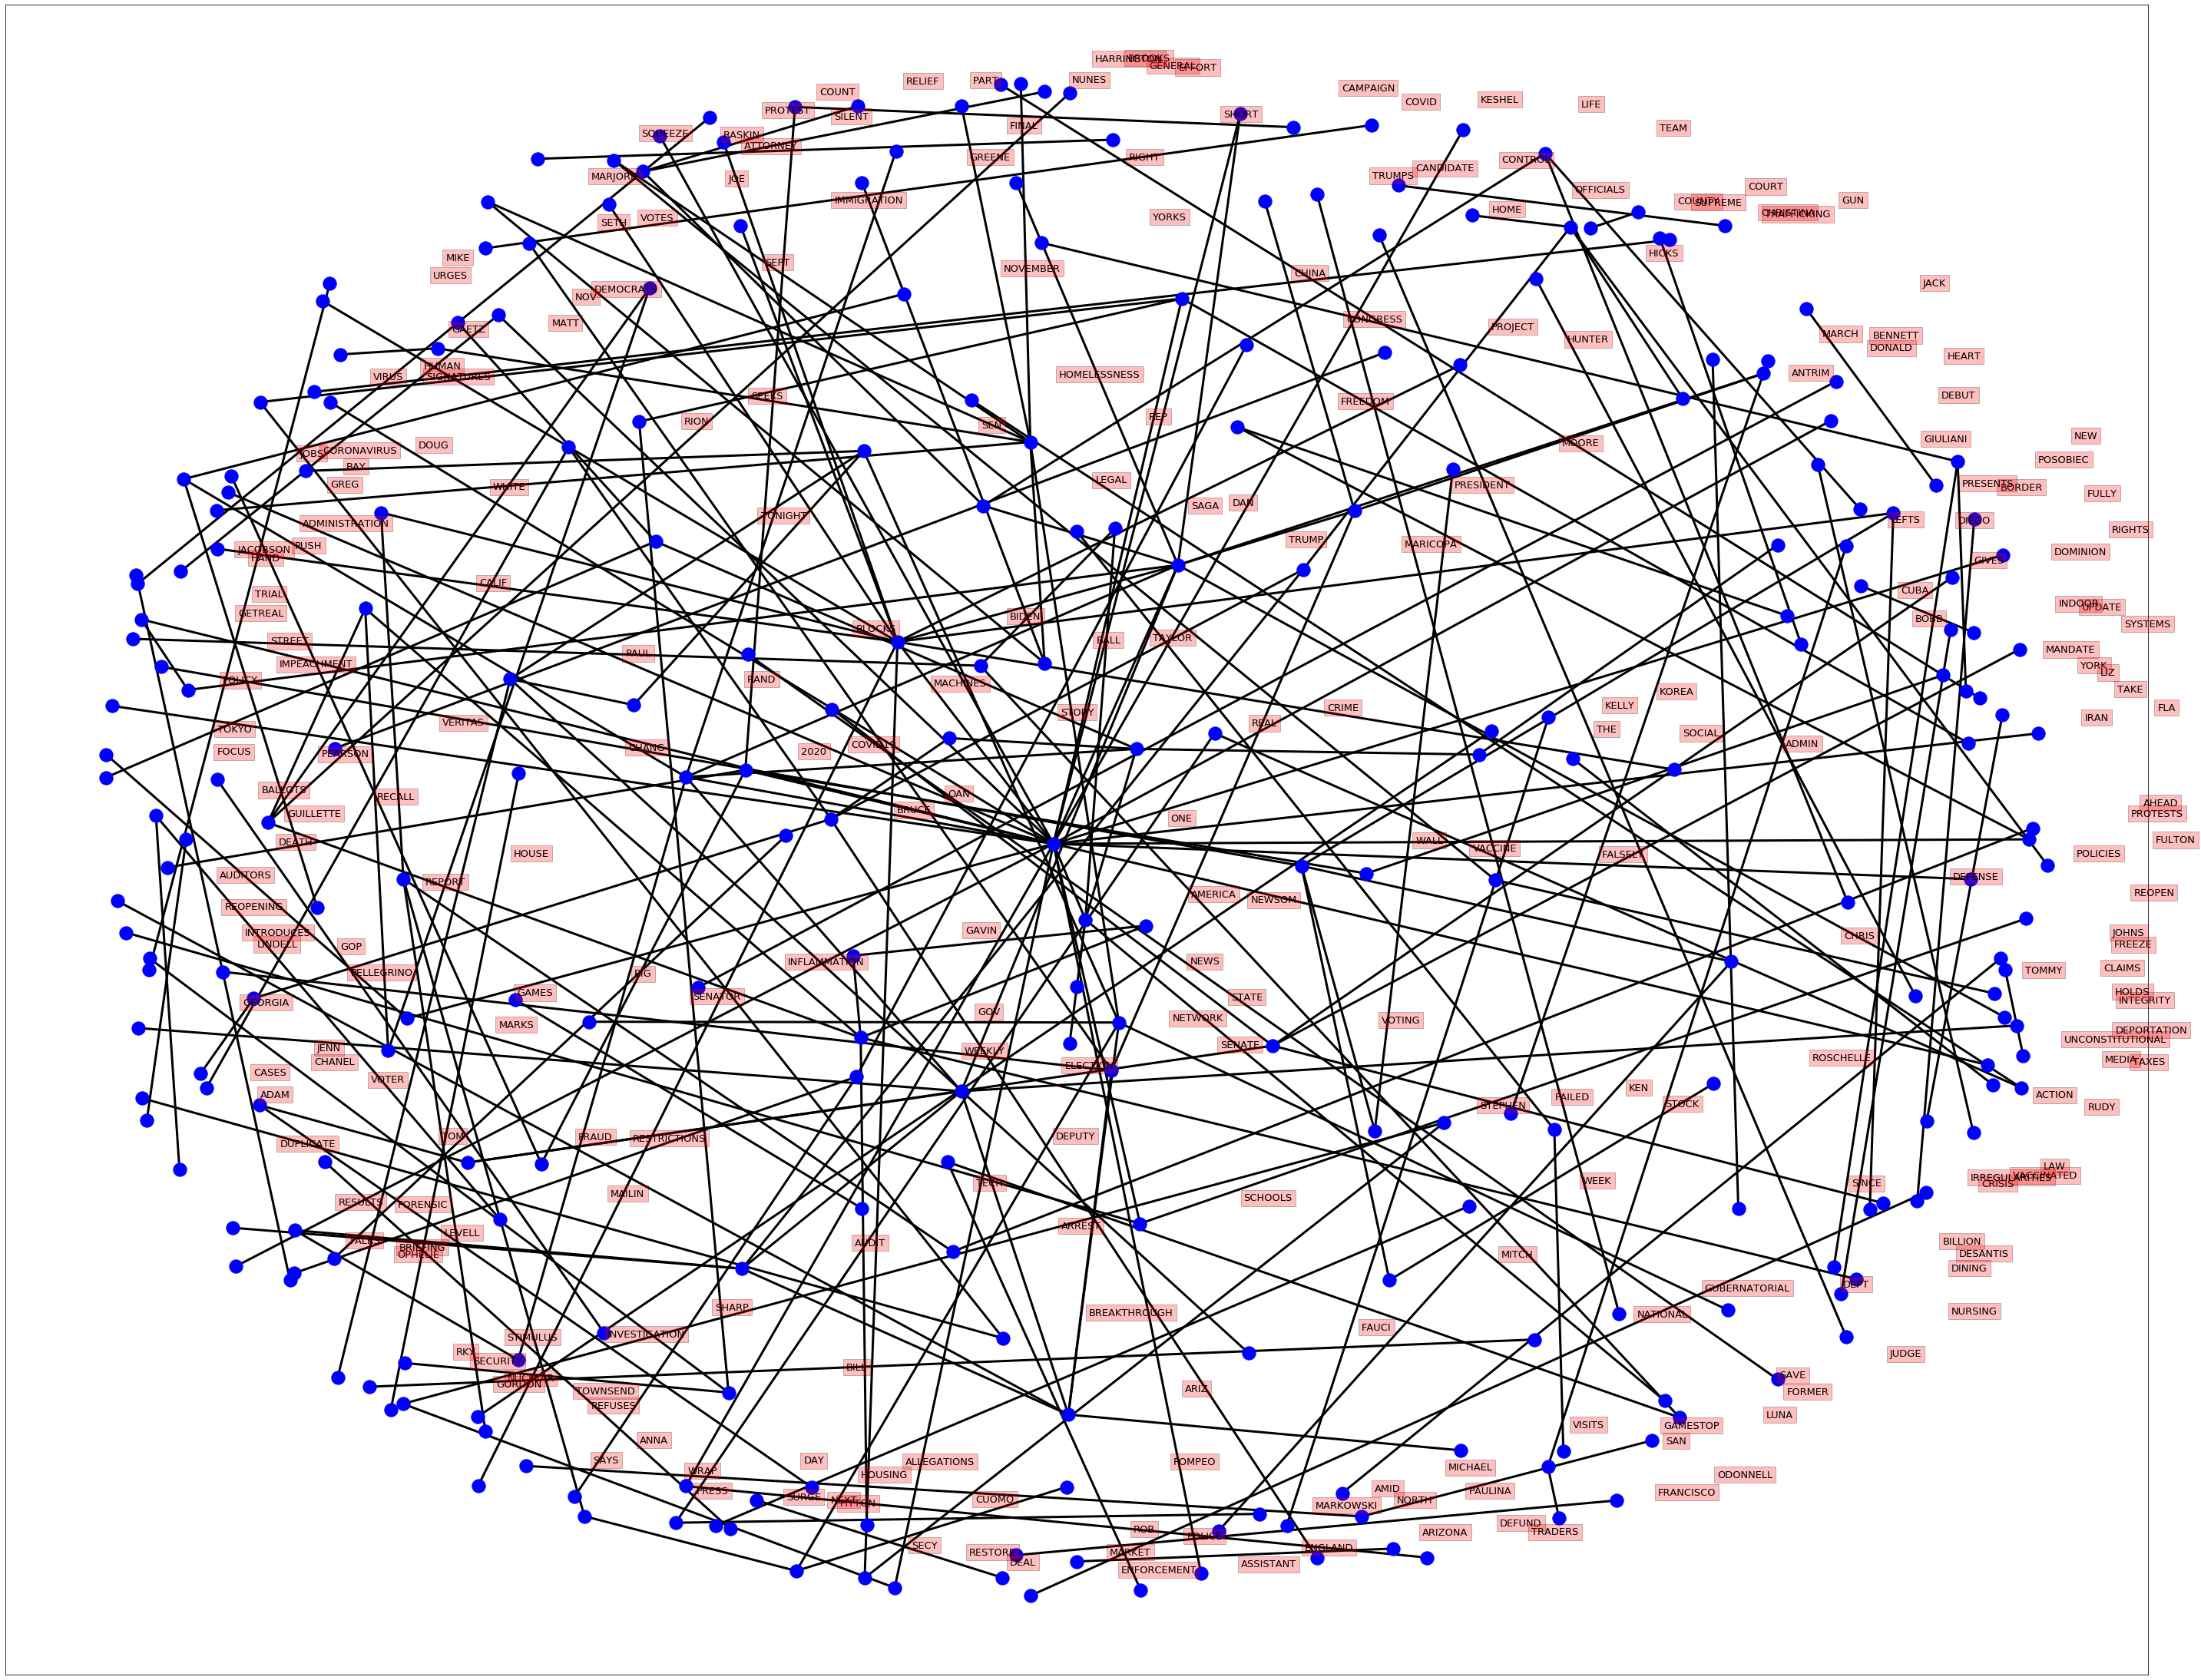 HARRINGTON
BROOKS
GENERAL
EFFORT
RELIEF
PART
NUNES
COUNT
CAMPAIGN
COVID
KESHEL
LIFE
PROTEST
SILENT
SHORT
FINAL
TEAM
SQUEEZE
RASKIN
ATTORNEY
GREENE
RIGHT
CONTROL
CANDIDATE
MARJORIE
JOE
TRUMPS
OFFICIALS
COURT
IMMIGRATION
COUNTY
SUPREME
GUN
HOME
CHRISTINA
TRAFFICKING
SETH
VOTES
YORKS
MIKE
HICKS
URGES
SEPT
NOVEMBER
CHINA
JACK
NOV
DEMOCRATS
MATT
GAETZ
CONGRESS
PROJECT
HUNTER
MARCH
BENNETT
DONALD
HEART
HUMAN
VIRUS
SIGNATURES
HOMELESSNESS
ANTRIM
SEEKS
FREEDOM
DEBUT
RION
SEN
REP
DOUG
MOORE
GIULIANI
NEW
JOBS
CORONAVIRUS
BAY
POSOBIEC
GREG
WHITE
LEGAL
PRESIDENT
PRESENTS
BORDER
FULLY
SAGA
DAN
ADMINISTRATION
TONIGHT
LEFTS
DIEGO
RIGHTS
JACOBSON
HAND
PUSH
TRUMP
MARICOPA
DOMINION
GIVES
CALIF
CUBA
TRIAL
GETREAL
INDOOR
UPDATE
BIDEN
BOBB
SYSTEMS
BLOCKS
STREET
BALL
TAYLOR
PAUL
MANDATE
IMPEACHMENT
YORK
LIZ
POLICY
RAND
MACHINES
KOREA
TAKE
KELLY
CRIME
FLA
STORY
IRAN
VERITAS
REAL
TOKYO
THE
SOCIAL
FOCUS
PEARSON
CHANG
2020
COVID19
ADMIN
BALLOTS
RECALL
OAN
AHEAD
GUILLETTE
BRUCE
ONE
PROTESTS
DEATH
WALL
FULTON
HOUSE
VACCINE
FALSELY
POLICIES
AUDITORS
REPORT
DEFENSE
AMERICA
NEWSOM
REOPEN
REOPENING
INTRODUCES
LINDELL
GOP
GAVIN
CHRIS
JOHNS
FREEZE
PELLEGRINO
BIG
INFLAMMATION
NEWS
TOMMY
CLAIMS
GAMES
SENATOR
STATE
HOLDS
INTEGRITY
GEORGIA
MARKS
GOV
NETWORK
VOTING
DEPORTATION
UNCONSTITUTIONAL
JENN
CHANEL
WEEKLY
SENATE
ROSCHELLE
MEDIA
TAXES
CASES
VOTER
ELECTION
ADAM
FAILED
KEN
STOCK
ACTION
STEPHEN
RUDY
DUPLICATE
TOM
FRAUD
RESTRICTIONS
DEPUTY
LAW
IRREGULARITIES
VACCINATED
CRISIS
TECH
WEEK
SINCE
RESULTS
FORENSIC
MAILIN
SCHOOLS
TALKS
LEVELL
BRIEFING
OPHELIE
AUDIT
ARREST
BILLION
MITCH
DESANTIS
DINING
DEPT
GUBERNATORIAL
SHARP
BREAKTHROUGH
NATIONAL
NURSING
STIMULUS
INVESTIGATION
FAUCI
RKY
SECURITY
BILL
JUDGE
GORDON
TOWNSEND
REFUSES
ARIZ
SAVE
FORMER
LUNA
VISITS
GAMESTOP
SAN
ANNA
SAYS
DAY
ALLEGATIONS
POMPEO
MICHAEL
WRAP
HOUSING
ODONNELL
PRESS
SURGE
NEXT
CUOMO
AMID
NORTH
MARKOWSKI
PAULINA
FRANCISCO
ROB
POLICE
ARIZONA
DEFUND
TRADERS
SECY
RESTORE
DEAL
MARKET
ENGLAND
ENFORCEMENT
ASSISTANT